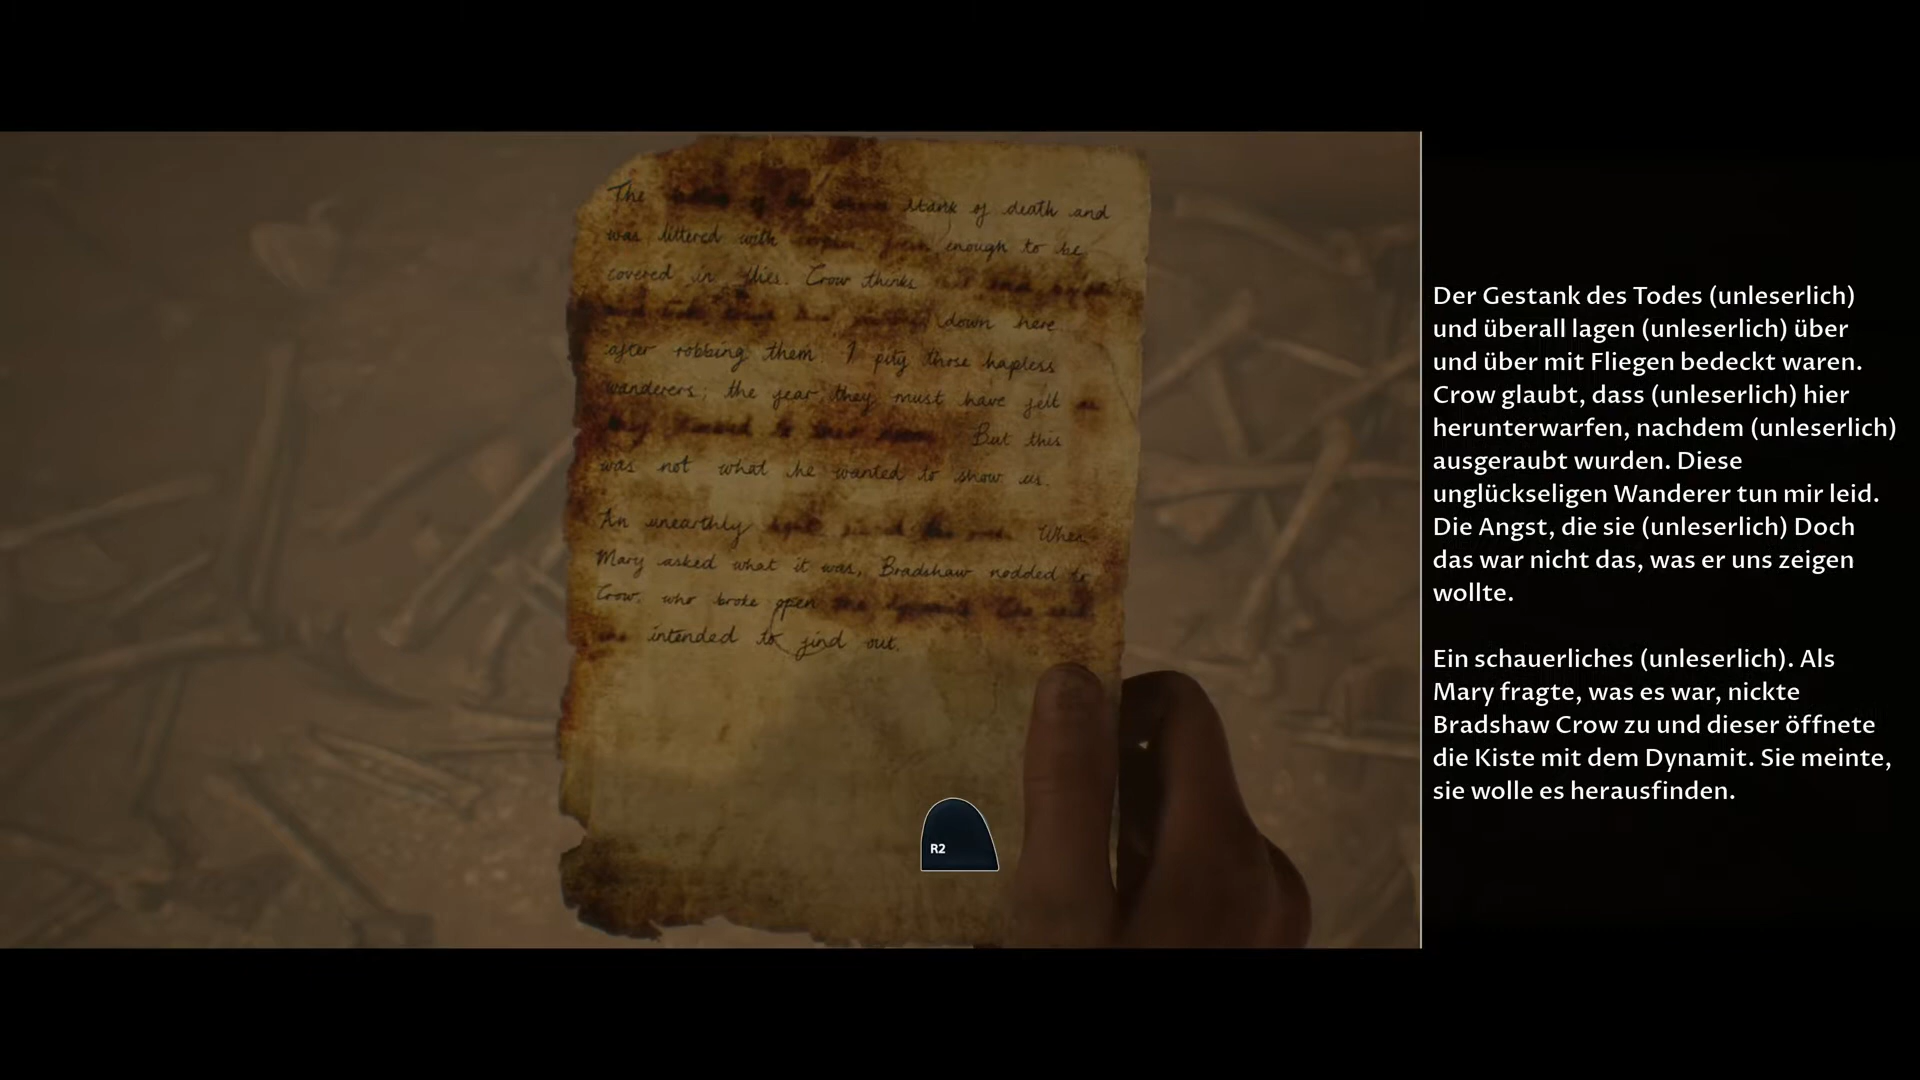 The stank of death and
was littered with enough to be
covered in flies. Crow thinks
down here
after robbing them. I pity those hapless
wanderers; the fear they must have felt
But this
was not what he wanted to show us.
An unearthly When
Mary asked what it was, Bradshaw nodded to
Crow, who broke open
intended to find out.
R2
Der Gestank des Todes (unleserlich)
und überall lagen (unleserlich) über
und über mit Fliegen bedeckt waren.
Crow glaubt, dass (unleserlich) hier
herunterwarfen, nachdem (unleserlich)
ausgeraubt wurden. Diese
unglückseligen Wanderer tun mir leid.
Die Angst, die sie (unleserlich) Doch
das war nicht das, was er uns zeigen
wollte.
Ein schauerliches (unleserlich). Als
Mary fragte, was es war, nickte
Bradshaw Crow zu und dieser öffnete
die Kiste mit dem Dynamit. Sie meinte,
sie wolle es herausfinden.